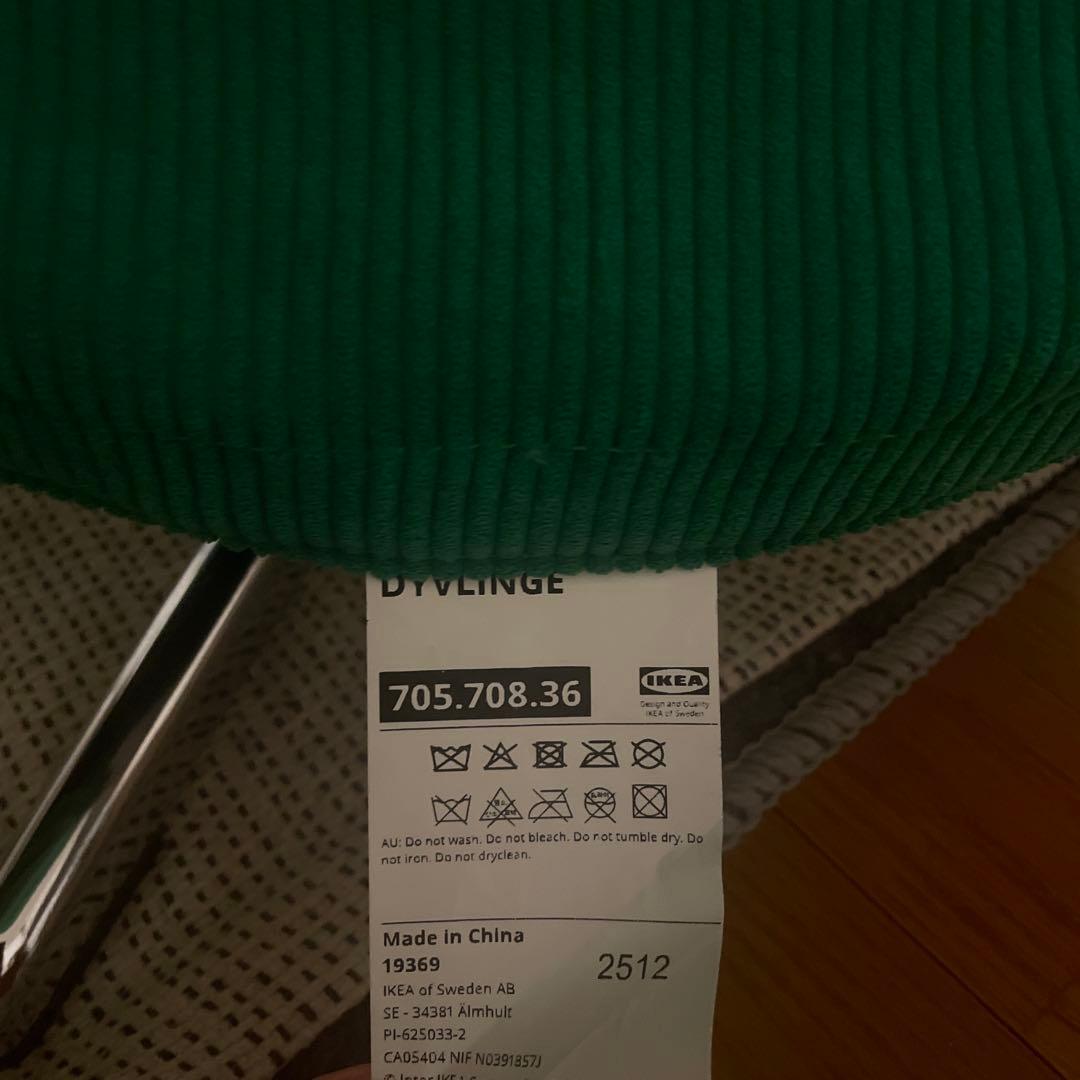 DYVLINGE
705.708.36
IKEA
Design and Quality
IKEA of Sweden
AU: Do not wash. Do not bleach. Do not tumble dry. Do
not iron. Do not dryclean.
Made in China
19369
2512
IKEA of Sweden AB
SE - 34381 Älmhult
PI-625033-2
CA05404 NIF N0391857J
© Inter IKEA S